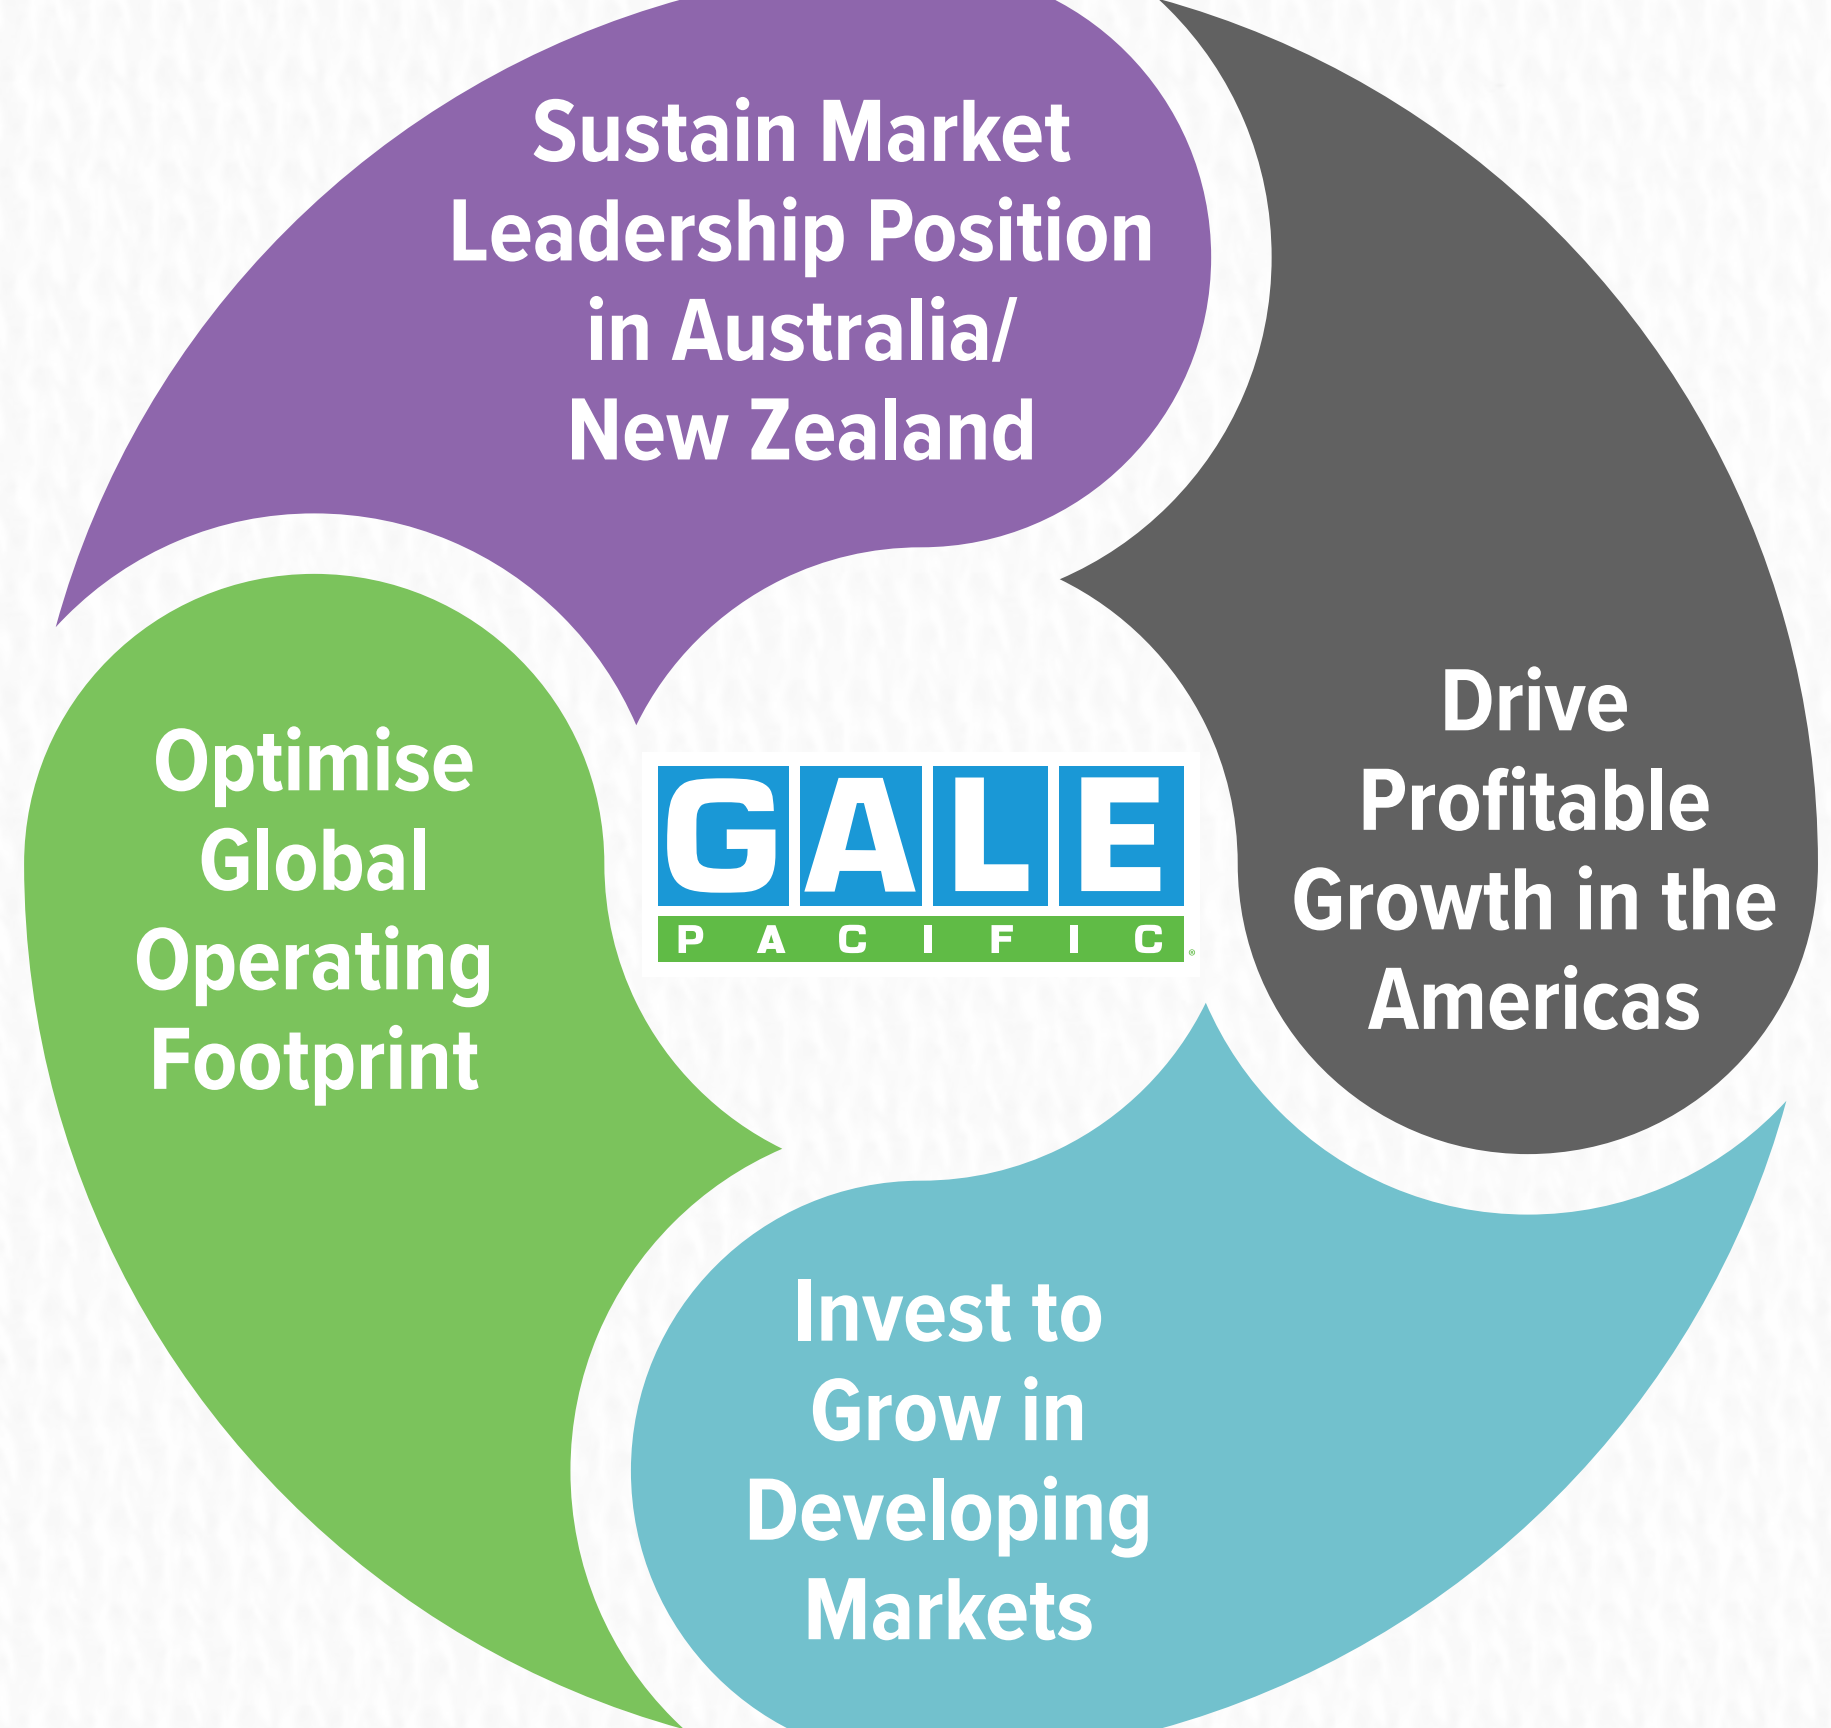 Sustain Market
Leadership Position
in Australia/
New Zealand
Drive
Profitable
Growth in the
Americas
Optimise
Global
Operating
Footprint
GALE
PACIFIC®
Invest to
Grow in
Developing
Markets